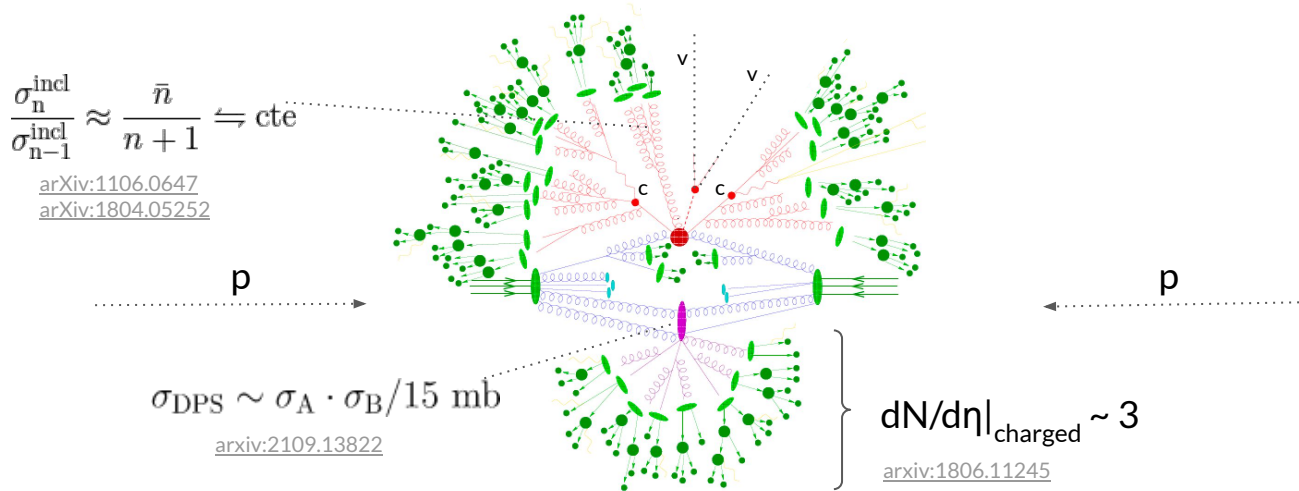 σ_n^incl / σ_{n−1}^incl ≈ n̄ / (n + 1) ⇋ cte
arXiv:1106.0647
arXiv:1804.05252
ν
ν
c
c
p
p
σ_DPS ∼ σ_A · σ_B/15 mb
arxiv:2109.13822
dN/dη|_charged ~ 3
arxiv:1806.11245